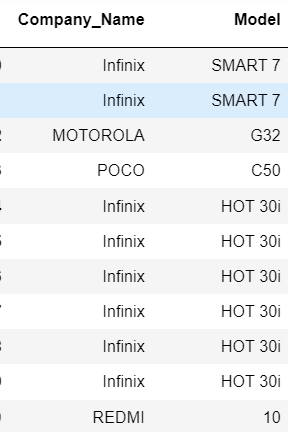 Company_Name Model
Infinix SMART 7
Infinix SMART 7
MOTOROLA G32
POCO C50
Infinix HOT 30i
Infinix HOT 30i
Infinix HOT 30i
Infinix HOT 30i
Infinix HOT 30i
Infinix HOT 30i
REDMI 10